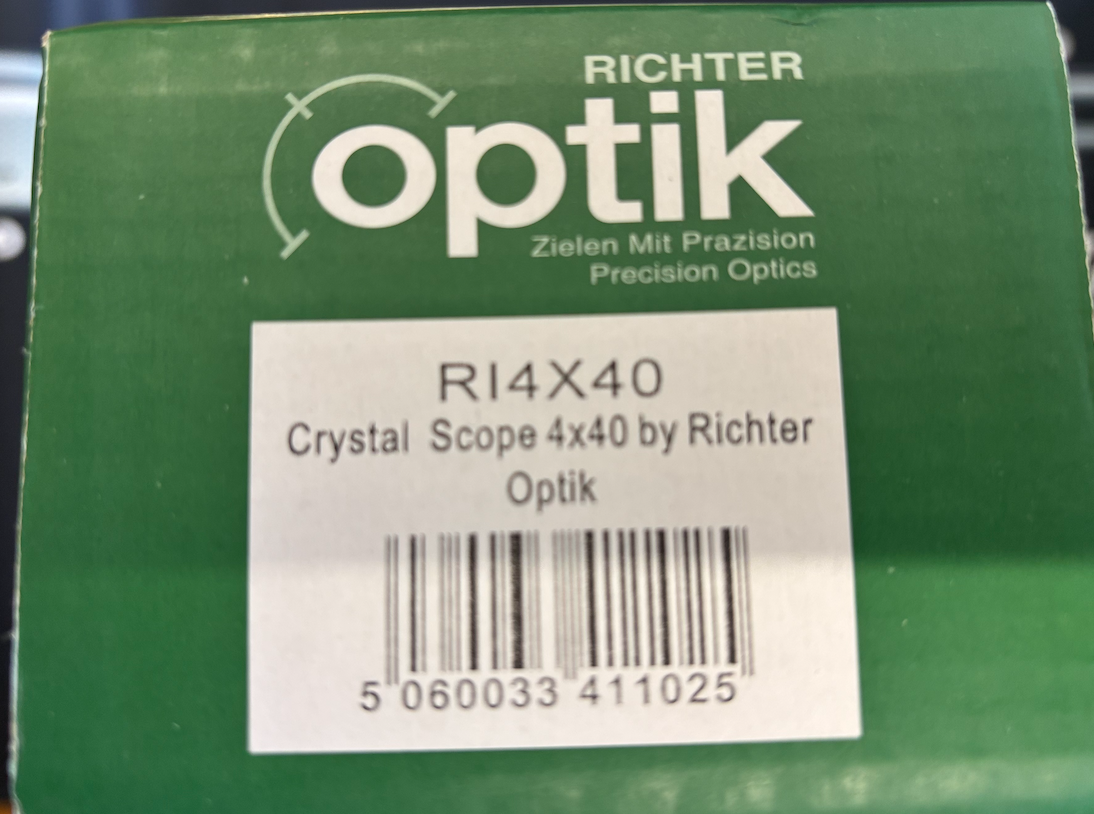 RICHTER
optik
Zielen Mit Prazision
Precision Optics
RI4X40
Crystal Scope 4x40 by Richter
Optik
5 060033 411025